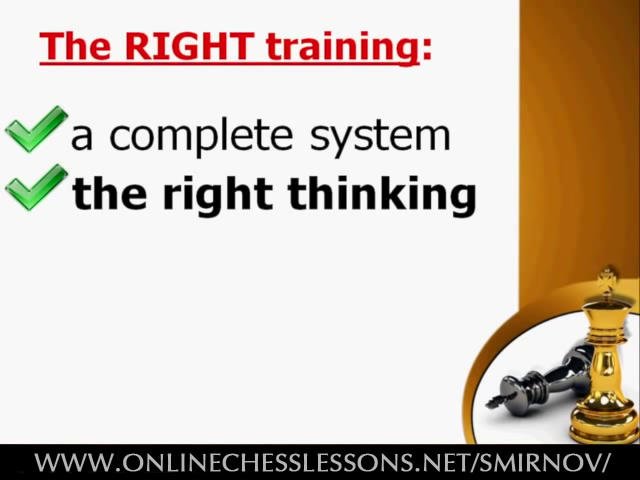 The RIGHT training:
a complete system
the right thinking
WWW.ONLINECHESSLESSONS.NET/SMIRNOV/